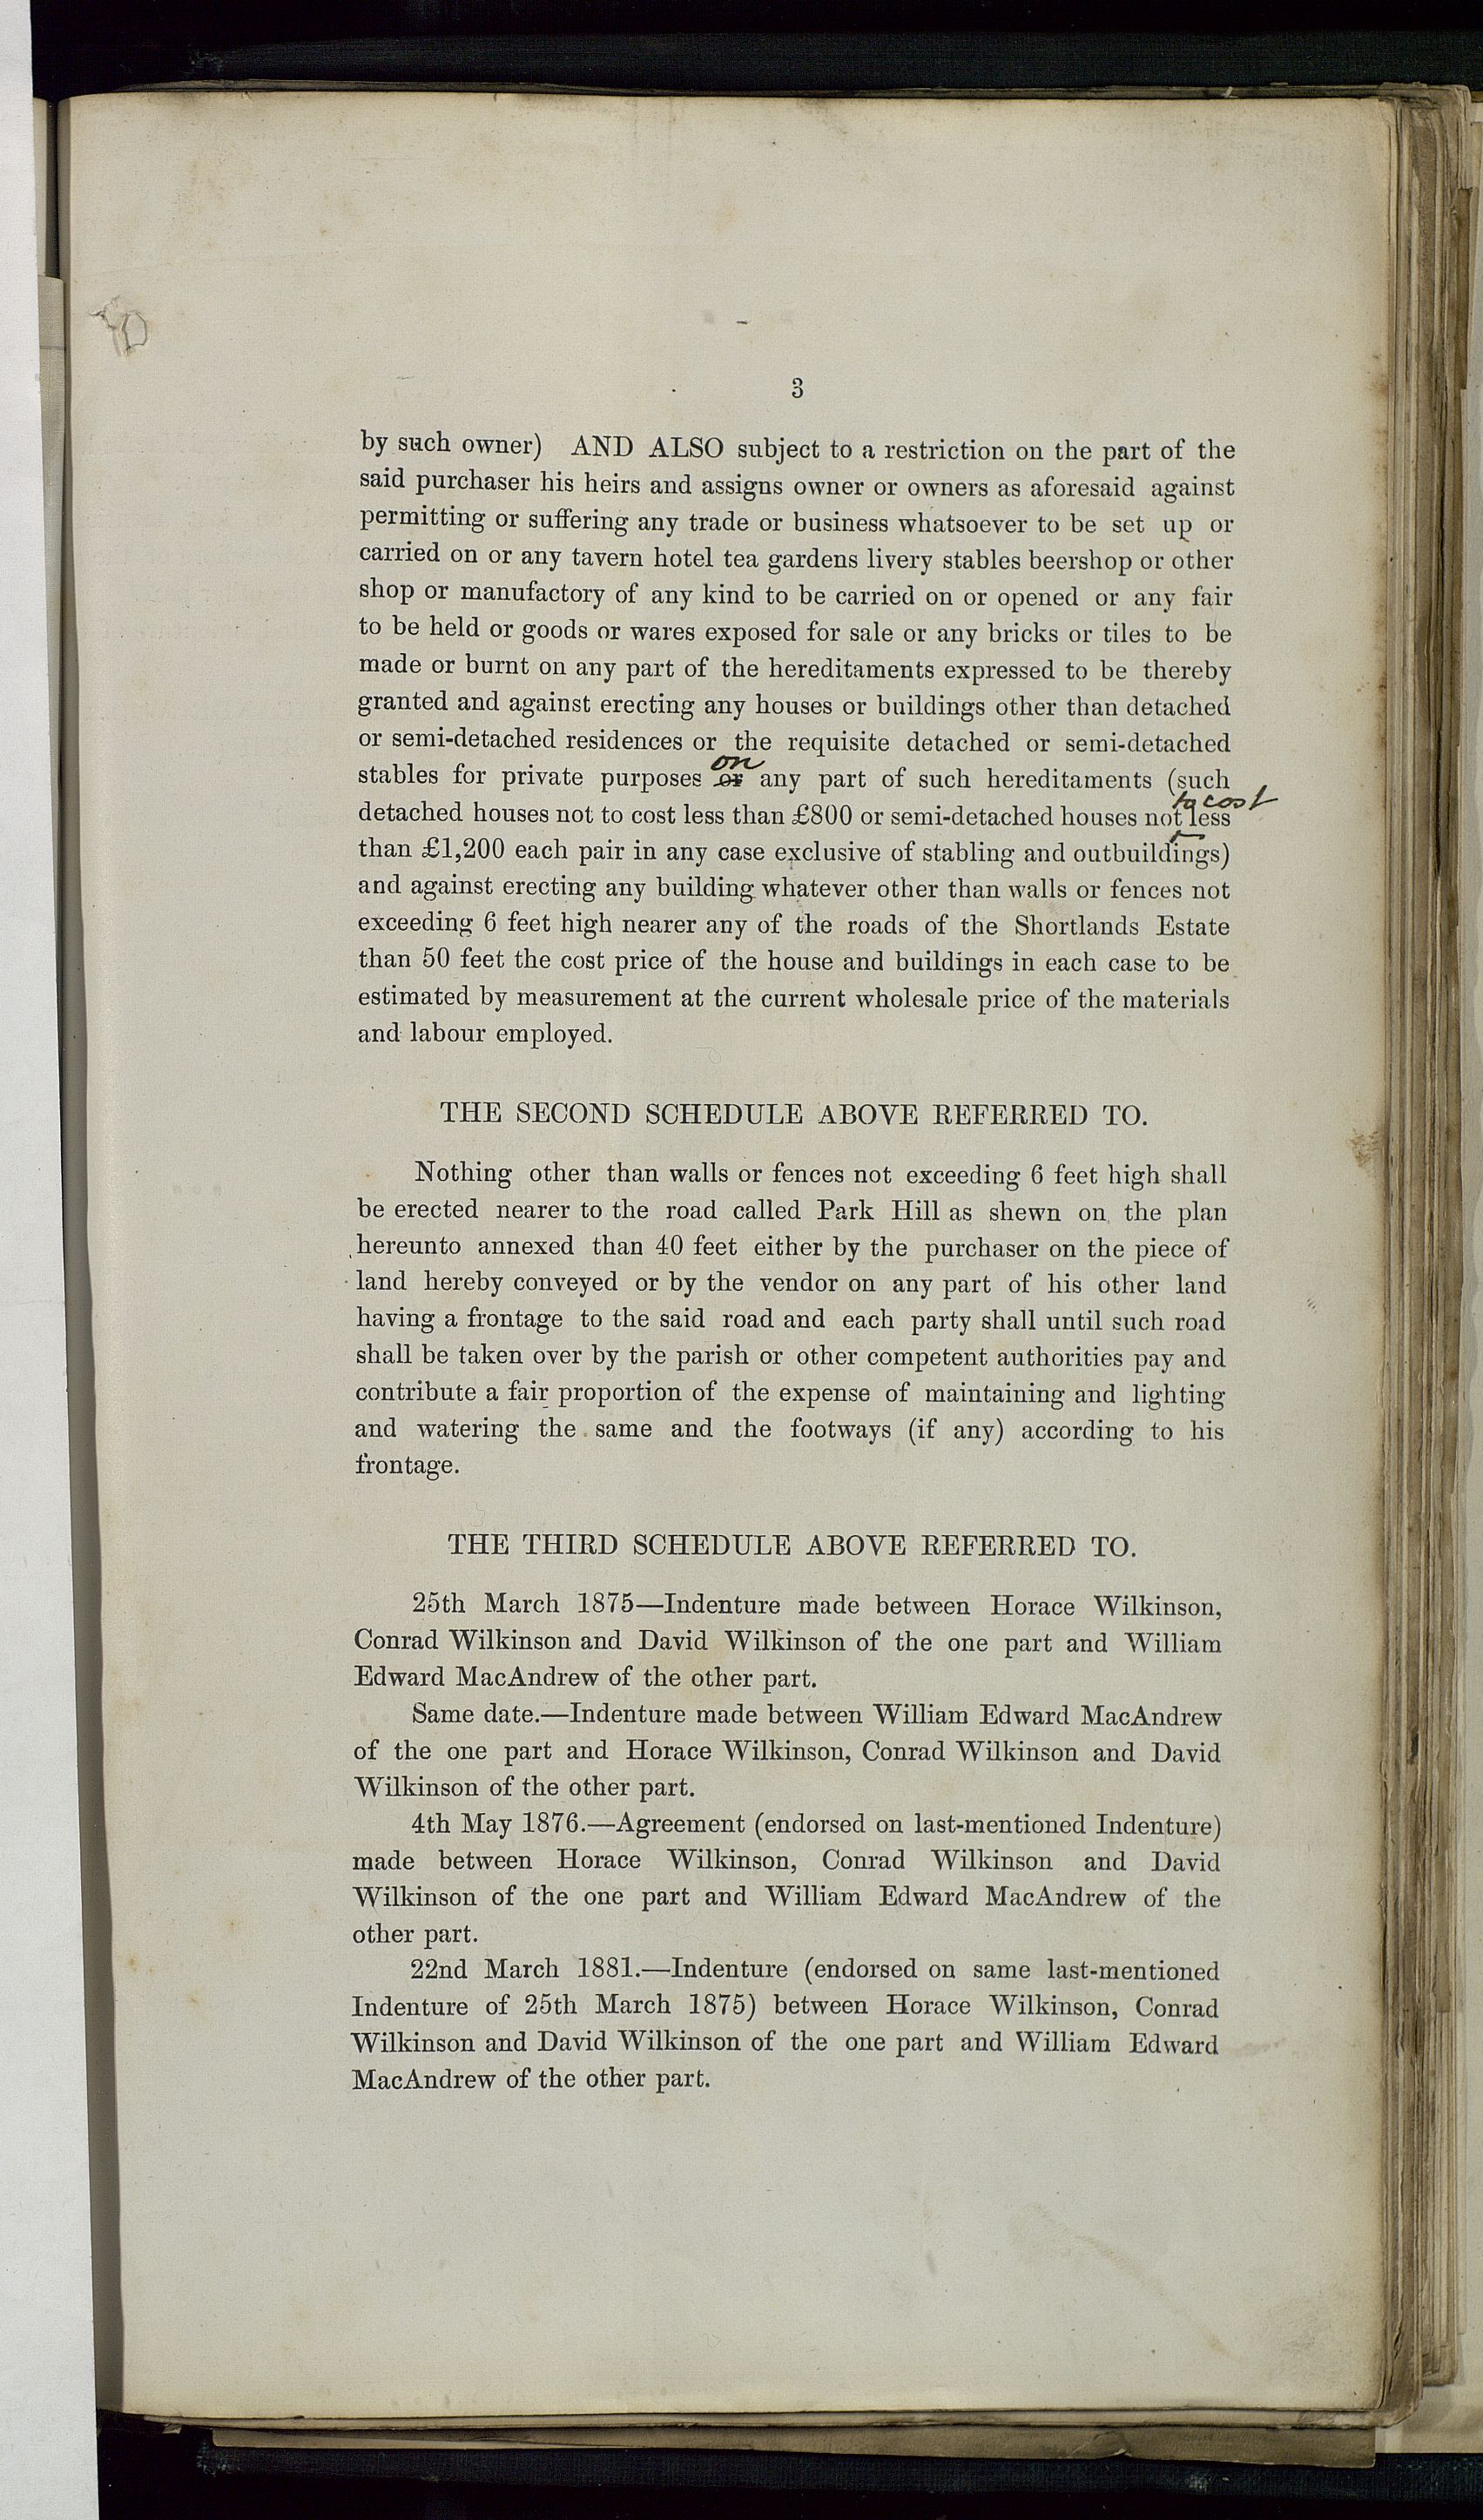 3
by such owner) AND ALSO subject to a restriction on the part of the
said purchaser his heirs and assigns owner or owners as aforesaid against
permitting or suffering any trade or business whatsoever to be set up or
carried on or any tavern hotel tea gardens livery stables beershop or other
shop or manufactory of any kind to be carried on or opened or any fair
to be held or goods or wares exposed for sale or any bricks or tiles to be
made or burnt on any part of the hereditaments expressed to be thereby
granted and against erecting any houses or buildings other than detached
or semi-detached residences or the requisite detached or semi-detached
on
stables for private purposes or any part of such hereditaments (such
to cost
detached houses not to cost less than £800 or semi-detached houses not less
than £1,200 each pair in any case exclusive of stabling and outbuildings)
and against erecting any building whatever other than walls or fences not
exceeding 6 feet high nearer any of the roads of the Shortlands Estate
than 50 feet the cost price of the house and buildings in each case to be
estimated by measurement at the current wholesale price of the materials
and labour employed.
THE SECOND SCHEDULE ABOVE REFERRED TO.
Nothing other than walls or fences not exceeding 6 feet high shall
be erected nearer to the road called Park Hill as shewn on the plan
hereunto annexed than 40 feet either by the purchaser on the piece of
land hereby conveyed or by the vendor on any part of his other land
having a frontage to the said road and each party shall until such road
shall be taken over by the parish or other competent authorities pay and
contribute a fair proportion of the expense of maintaining and lighting
and watering the same and the footways (if any) according to his
frontage.
THE THIRD SCHEDULE ABOVE REFERRED TO.
25th March 1875—Indenture made between Horace Wilkinson,
Conrad Wilkinson and David Wilkinson of the one part and William
Edward MacAndrew of the other part.
Same date.—Indenture made between William Edward MacAndrew
of the one part and Horace Wilkinson, Conrad Wilkinson and David
Wilkinson of the other part.
4th May 1876.—Agreement (endorsed on last-mentioned Indenture)
made between Horace Wilkinson, Conrad Wilkinson and David
Wilkinson of the one part and William Edward MacAndrew of the
other part.
22nd March 1881.—Indenture (endorsed on same last-mentioned
Indenture of 25th March 1875) between Horace Wilkinson, Conrad
Wilkinson and David Wilkinson of the one part and William Edward
MacAndrew of the other part.